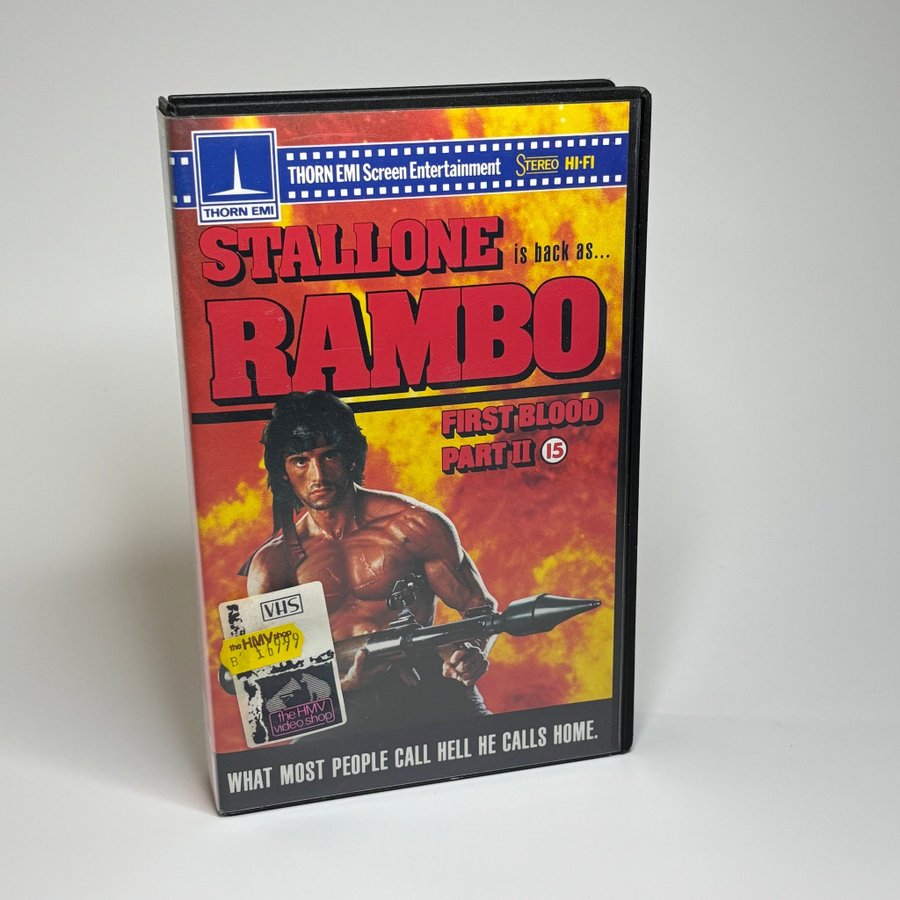 THORN EMI Screen Entertainment STEREO HI-FI
THORN EMI
STALLONE is back as...
RAMBO
FIRST BLOOD
PART II 15
VHS
the HMV shop
the HMV
video shop
WHAT MOST PEOPLE CALL HELL HE CALLS HOME.